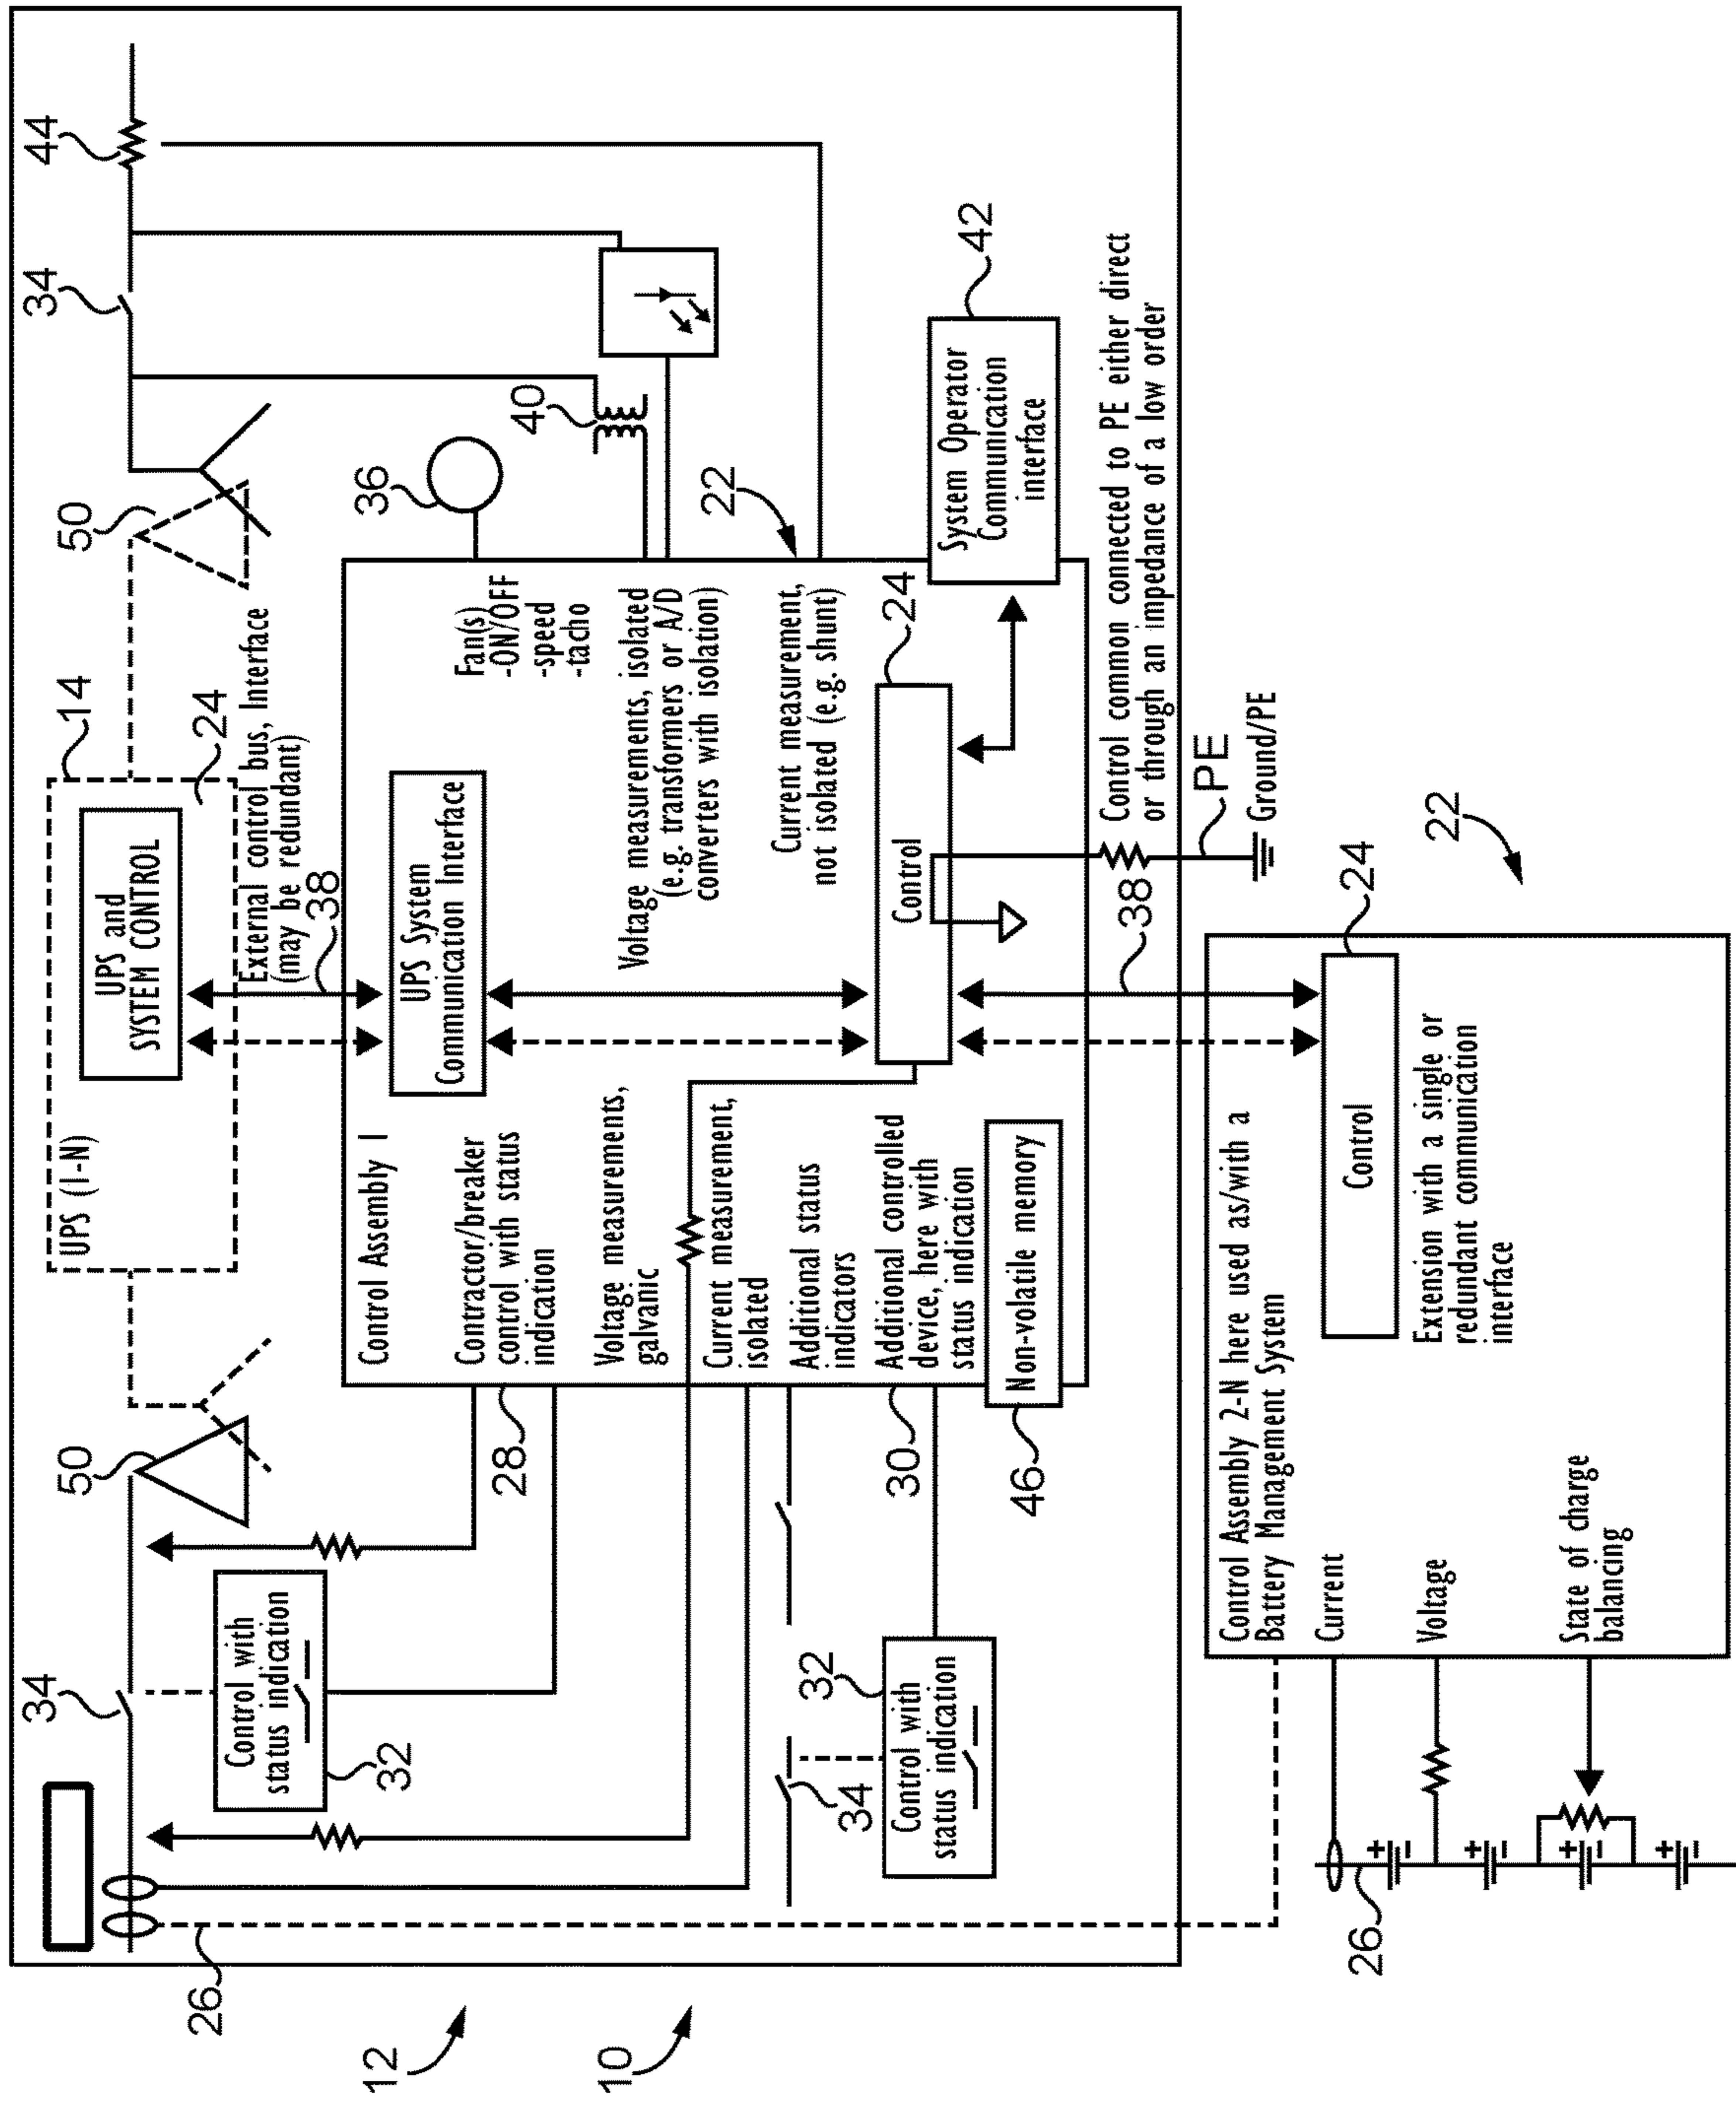 44
34
50
14
UPS (1-N)
UPS and
SYSTEM CONTROL
24
External control bus, Interface
(may be redundant)
38
50
34
Control with
status indication
32
26
12
10
36
40
22
42
System Operator
Communication
interface
Control Assembly 1
UPS System
Communication Interface
Fan(s)
-ON/OFF
-speed
-tacho
Contractor/breaker
control with status
indication
28
Voltage measurements,
galvanic
Voltage measurements, isolated
(e.g. transformers or A/D
converters with isolation)
Current measurement,
isolated
Current measurement,
not isolated (e.g. shunt)
Additional status
indicators
Additional controlled
device, here with
status indication
30
24
Control
Non-volatile memory
46
32
34
Control with
status indication
Control common connected to PE either direct
or through an impedance of a low order
PE
Ground/PE
38
22
Control Assembly 2-N here used as/with a
Battery Management System
24
Control
Current
Voltage
State of charge
balancing
Extension with a single or
redundant communication
interface
26
+
-
+
-
+
-
+
-